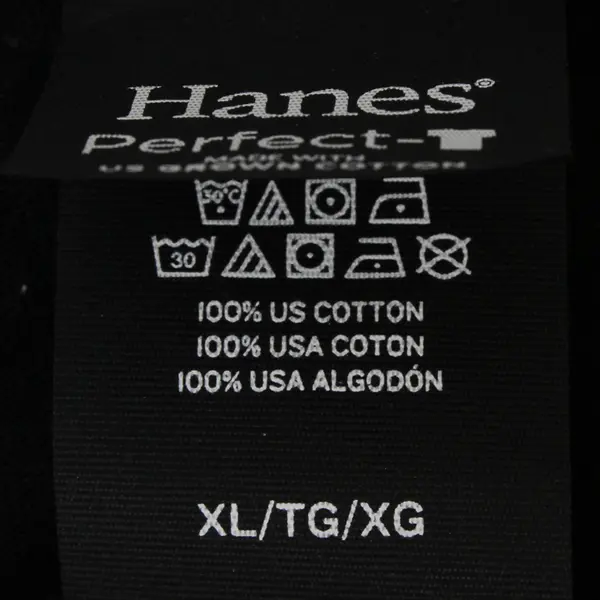 Hanes®
Perfect-T
MADE WITH
US GROWN COTTON
30°C
30
100% US COTTON
100% USA COTON
100% USA ALGODÓN
XL/TG/XG